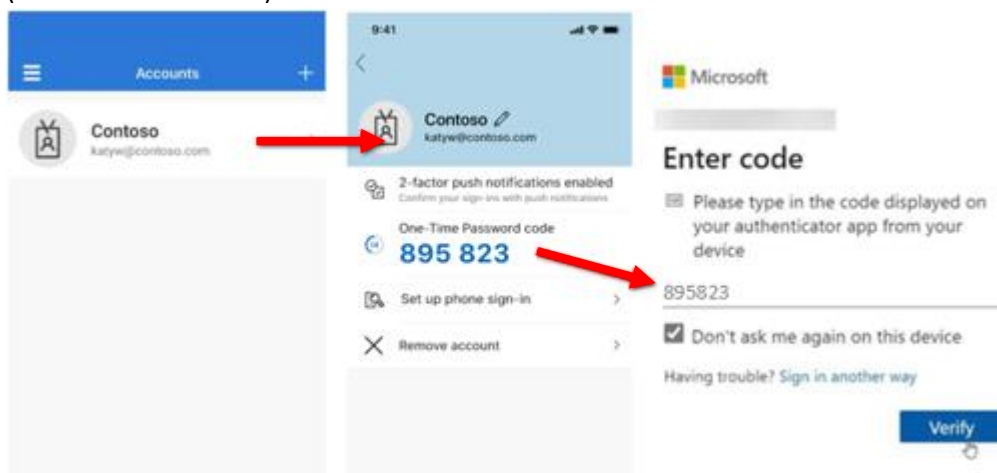 Accounts
+
Contoso
katyw@contoso.com
9:41
Contoso
katyw@contoso.com
2-factor push notifications enabled
Confirm your sign-ins with push notifications
One-Time Password code
895 823
Set up phone sign-in
Remove account
Microsoft
Enter code
Please type in the code displayed on
your authenticator app from your
device
895823
Don't ask me again on this device
Having trouble? Sign in another way
Verify